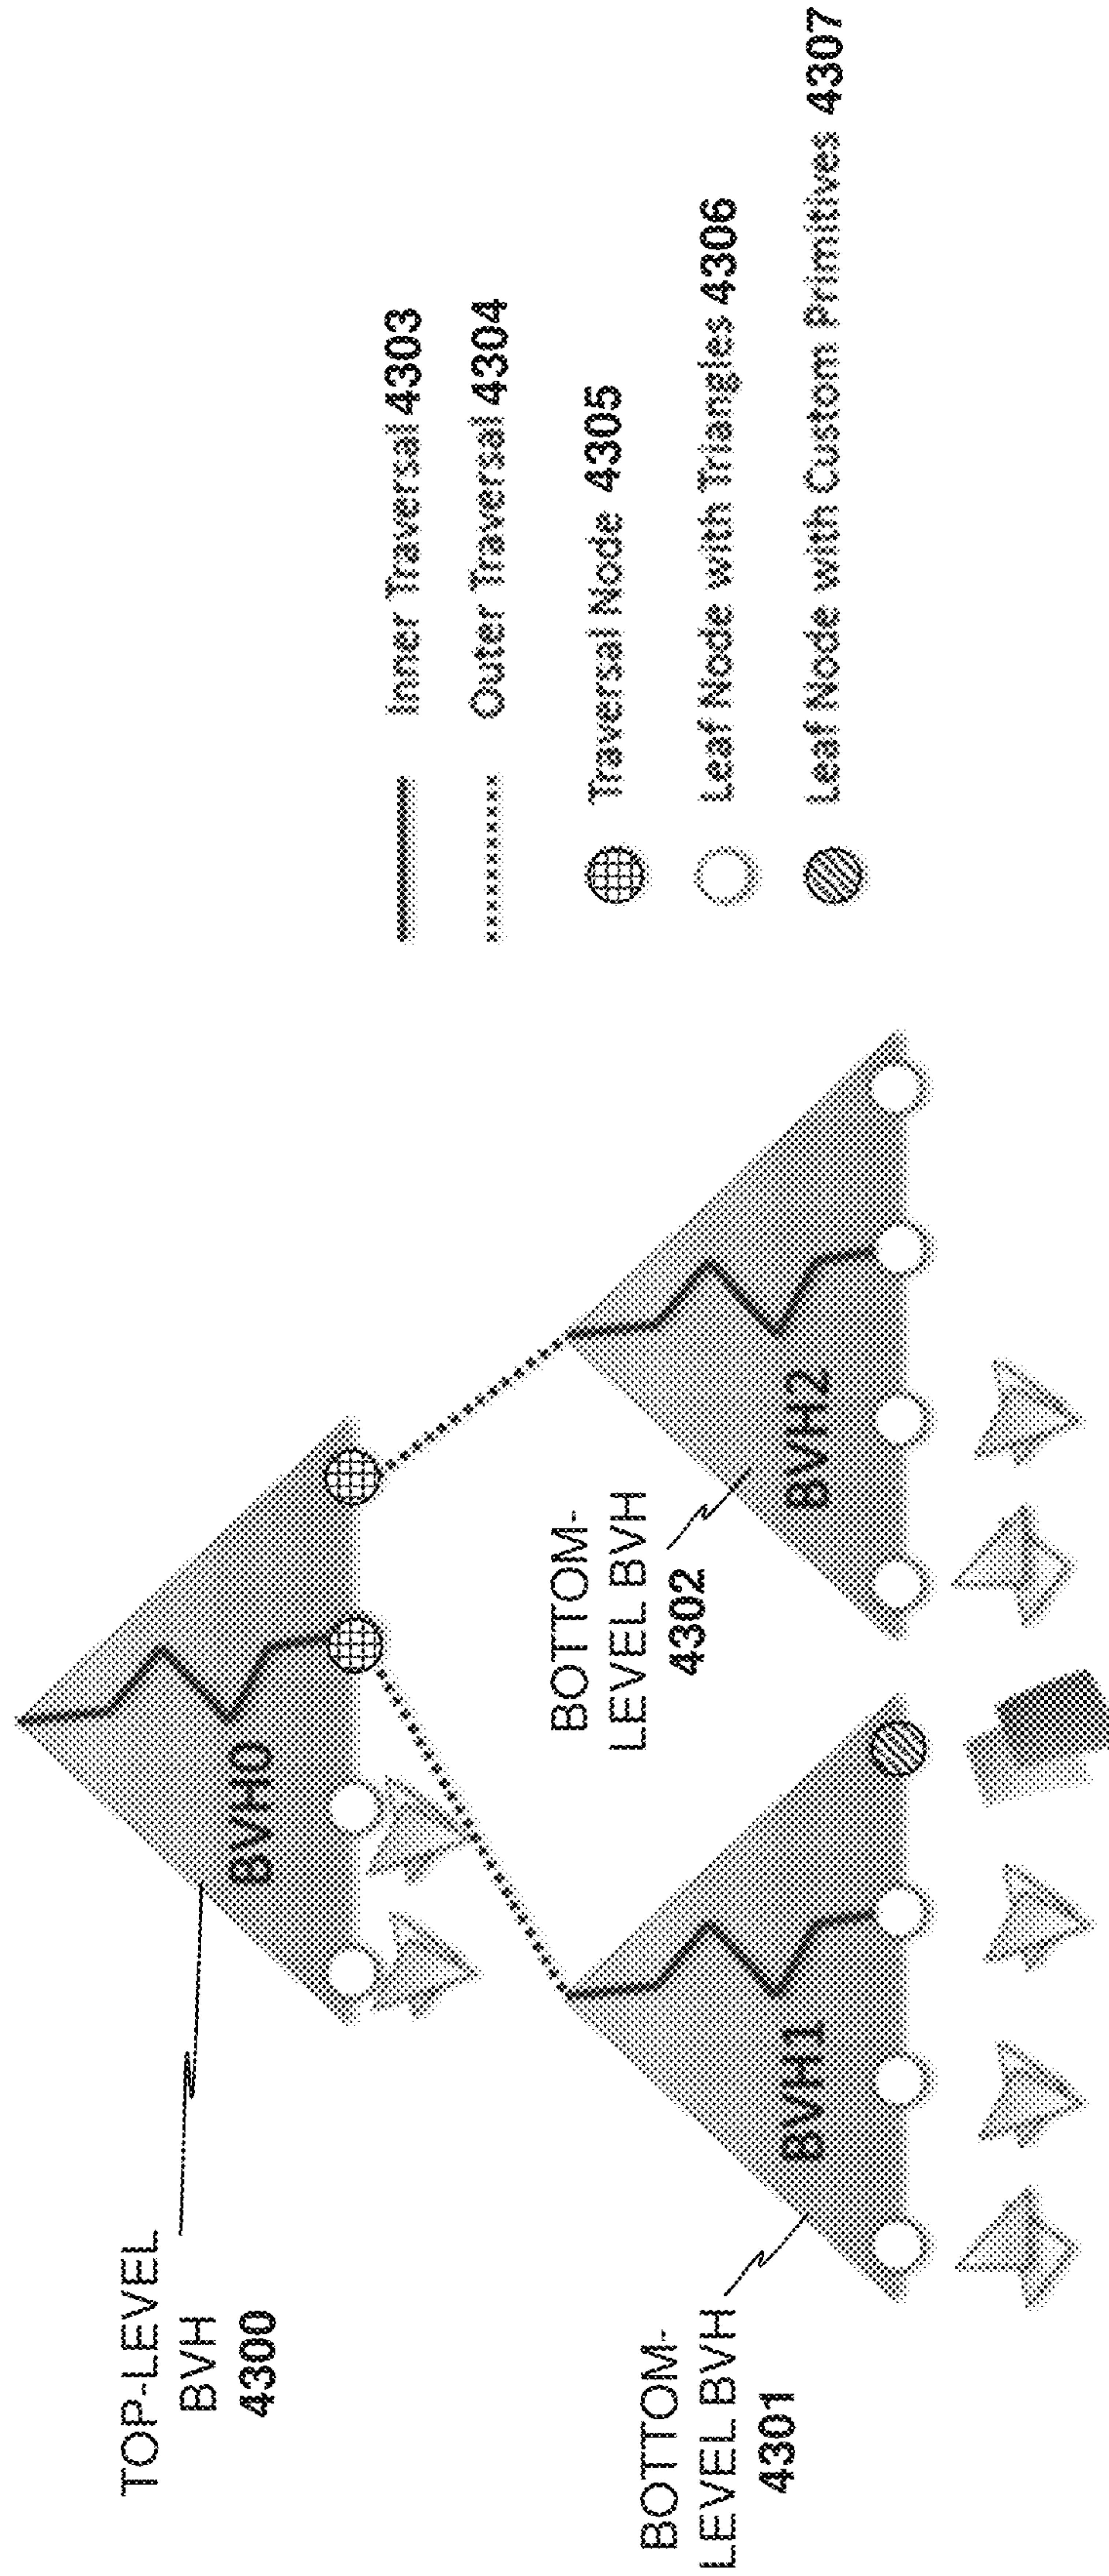 TOP-LEVEL
BVH
4300
BVH0
BOTTOM-
LEVEL BVH
4301
BVH1
BOTTOM-
LEVEL BVH
4302
BVH2
Inner Traversal 4303
Outer Traversal 4304
Traversal Node 4305
Leaf Node with Triangles 4306
Leaf Node with Custom Primitives 4307